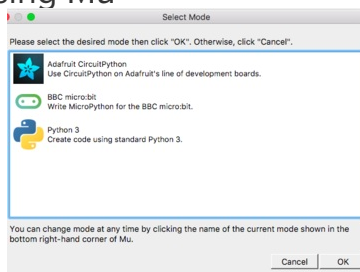 Select Mode
Please select the desired mode then click "OK". Otherwise, click "Cancel".
Adafruit CircuitPython
Use CircuitPython on Adafruit's line of development boards.
BBC micro:bit
Write MicroPython for the BBC micro:bit.
Python 3
Create code using standard Python 3.
You can change mode at any time by clicking the name of the current mode shown in the
bottom right-hand corner of Mu.
Cancel OK